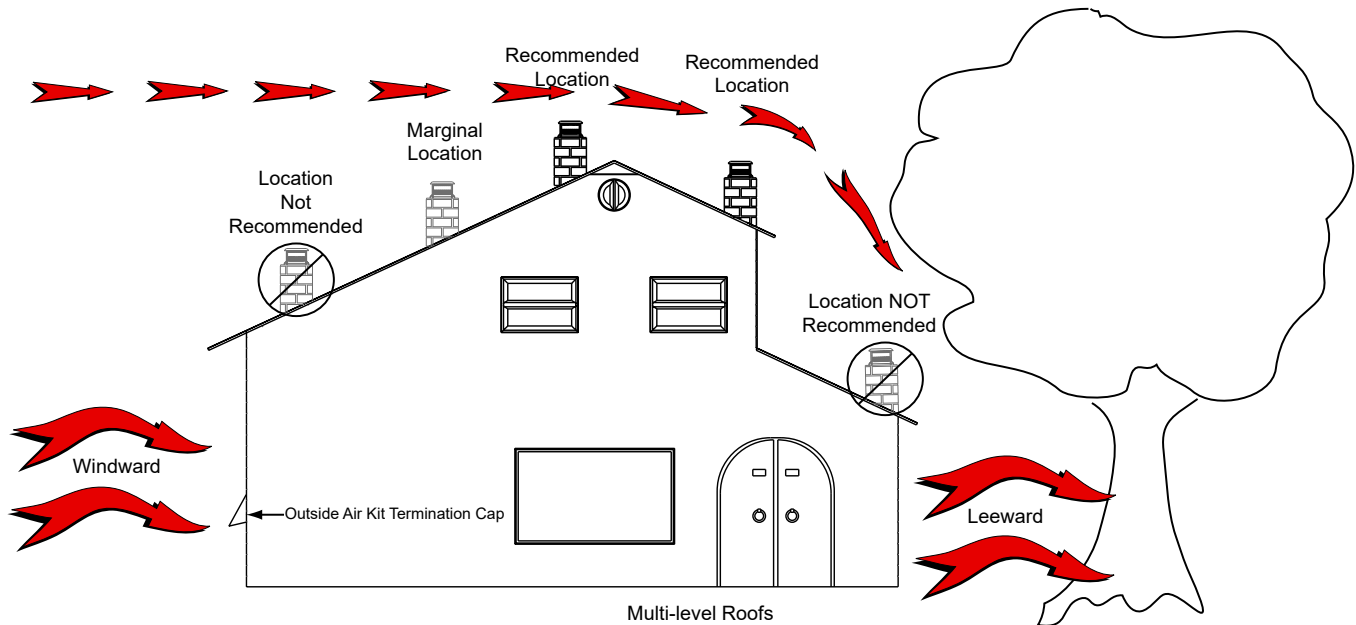 Recommended
Location
Recommended
Location
Marginal
Location
Location
Not
Recommended
Location NOT
Recommended
Windward
Outside Air Kit Termination Cap
Leeward
Multi-level Roofs